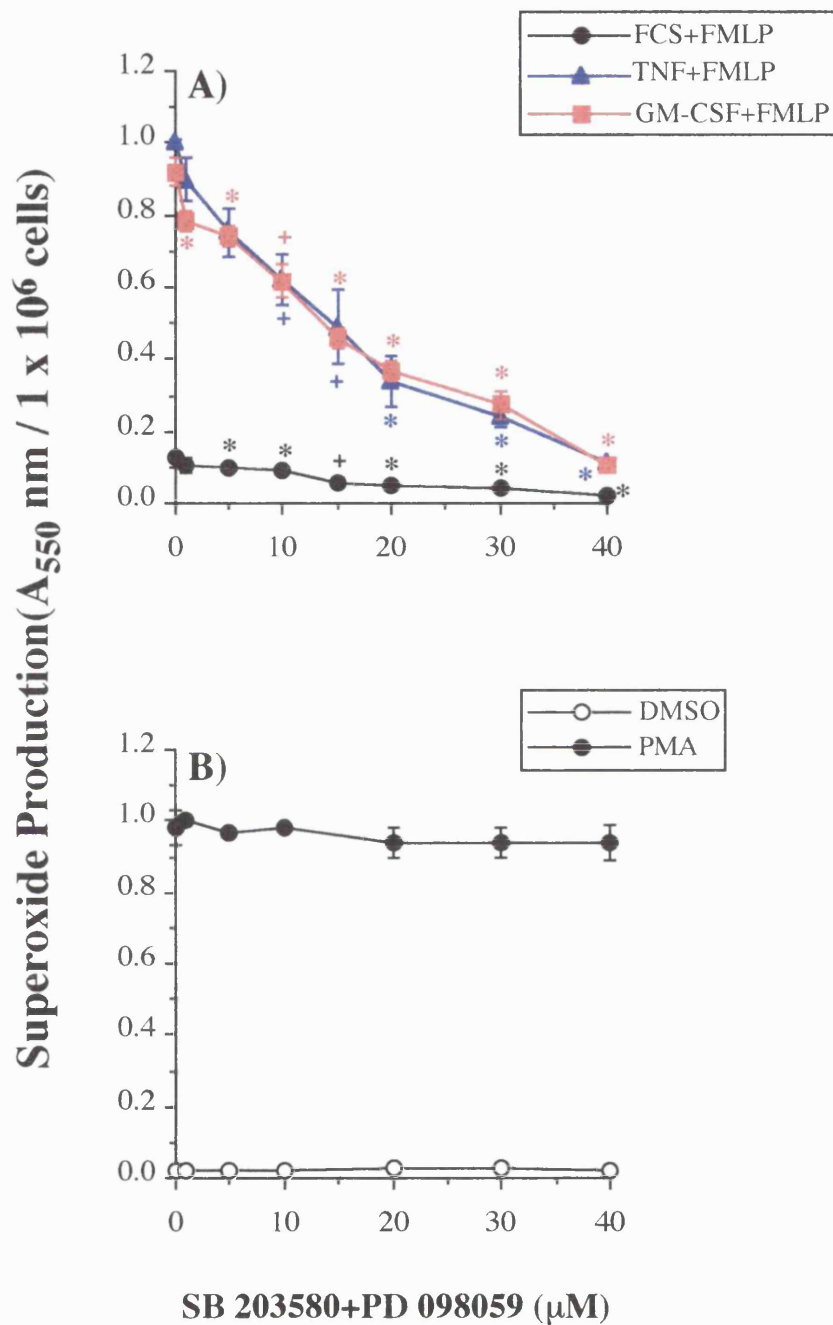 FCS+FMLP
TNF+FMLP
GM-CSF+FMLP
A)
1.2
1.0
0.8
0.6
0.4
0.2
0.0
* * + * * * *
+ + * * *
* * * + * * *
0 10 20 30 40
Superoxide Production(A550 nm / 1 x 10⁶ cells)
DMSO
PMA
B)
1.2
1.0
0.8
0.6
0.4
0.2
0.0
0 10 20 30 40
SB 203580+PD 098059 (μM)